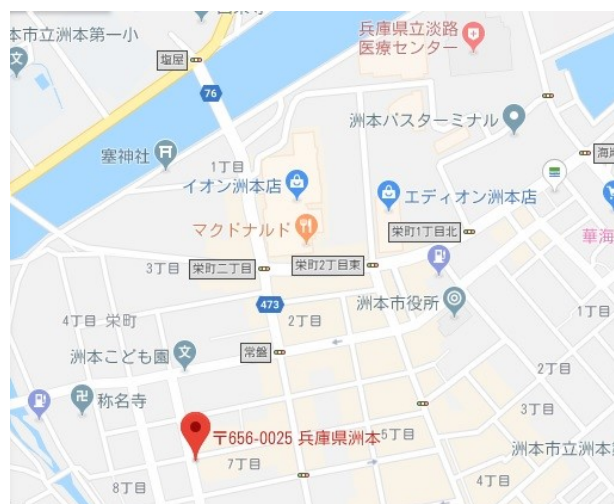 本市立洲本第一小
塩屋
兵庫県立淡路
医療センター
76
洲本バスターミナル
塞神社
1丁目
イオン洲本店
エディオン洲本店
マクドナルド
栄町1丁目北
華海
3丁目
栄町二丁目
栄町2丁目東
473
洲本市役所
4丁目 栄町
2丁目
1丁目
常盤
洲本こども園
2丁目
称名寺
3丁目
〒656-0025 兵庫県洲本
5丁目
洲本市立洲本第
7丁目
8丁目
4丁目